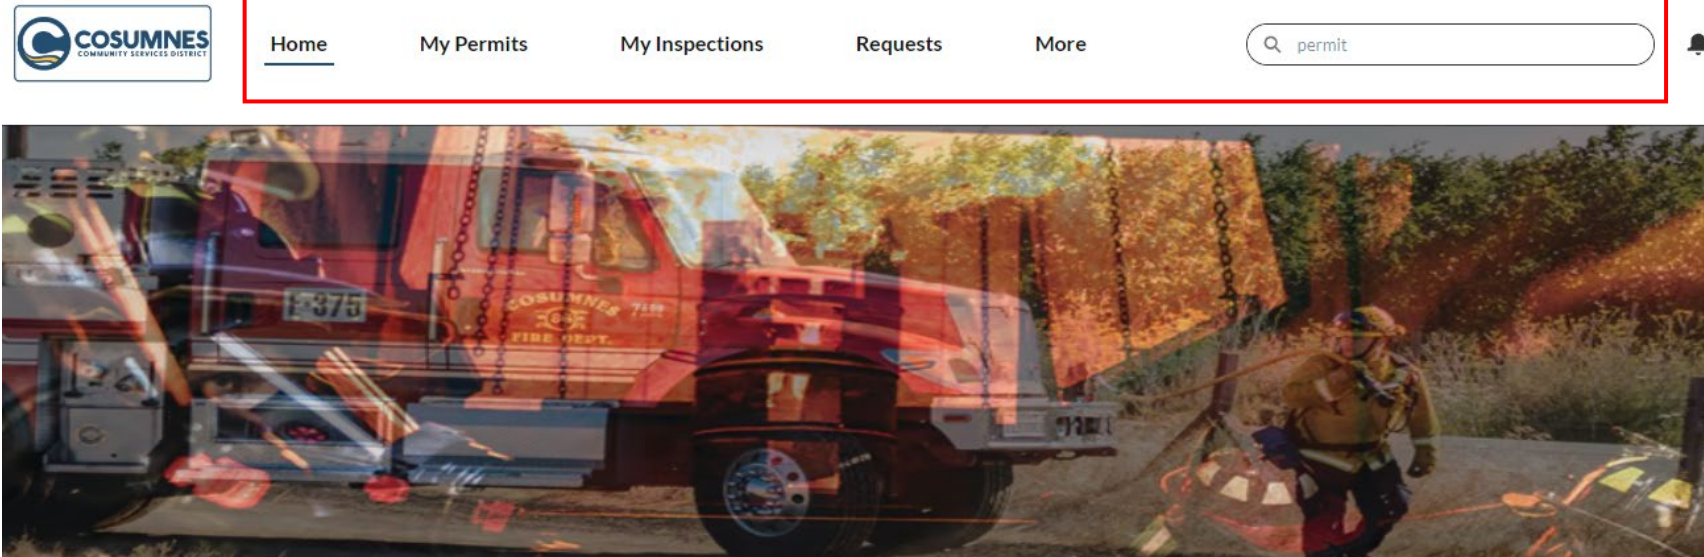 COSUMNES
COMMUNITY SERVICES DISTRICT
Home
My Permits
My Inspections
Requests
More
permit
375
COSUMNES
FIRE DEPT.